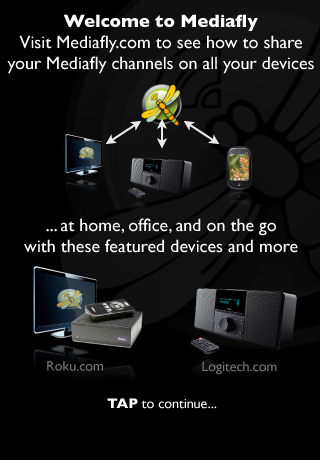 Welcome to Mediafly
Visit Mediafly.com to see how to share
your Mediafly channels on all your devices
... at home, office, and on the go
with these featured devices and more
Roku.com
Logitech.com
TAP to continue...